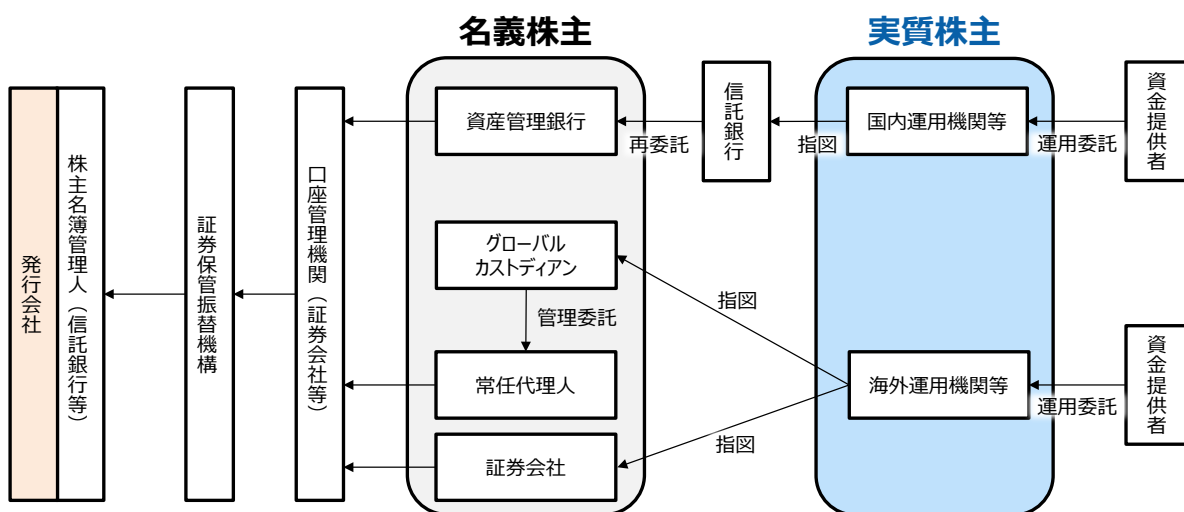 名義株主
実質株主
発行会社
株主名簿管理人（信託銀行等）
証券保管振替機構
口座管理機関（証券会社等）
資産管理銀行
再委託
信託銀行
指図
国内運用機関等
運用委託
資金提供者
グローバル
カストディアン
管理委託
指図
常任代理人
海外運用機関等
運用委託
資金提供者
証券会社
指図